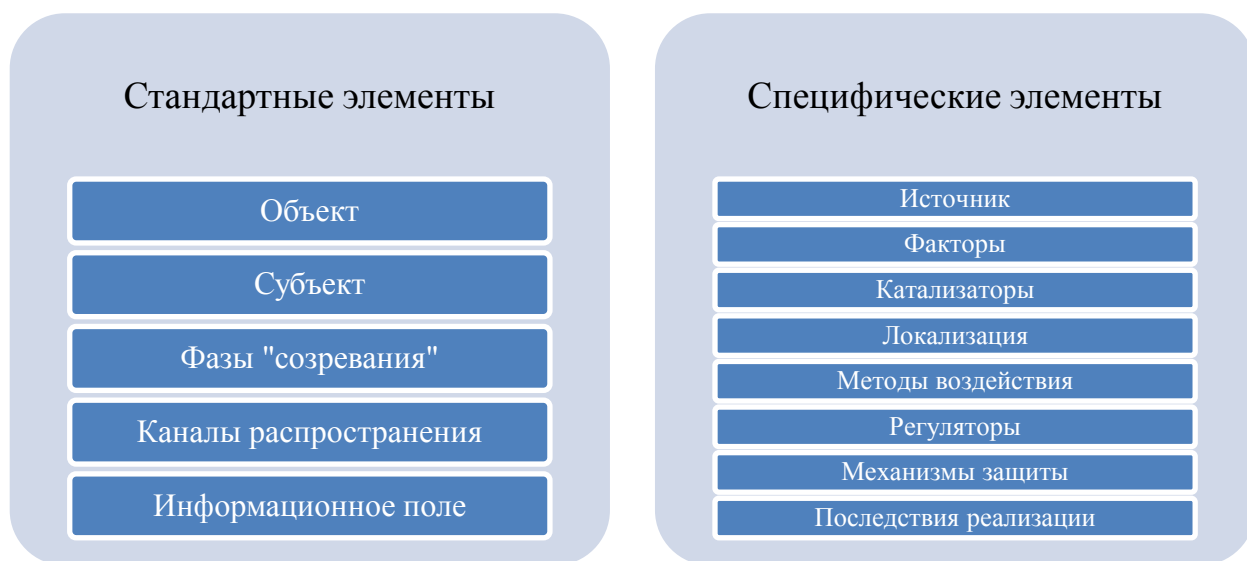 Стандартные элементы
Объект
Субъект
Фазы "созревания"
Каналы распространения
Информационное поле
Специфические элементы
Источник
Факторы
Катализаторы
Локализация
Методы воздействия
Регуляторы
Механизмы защиты
Последствия реализации